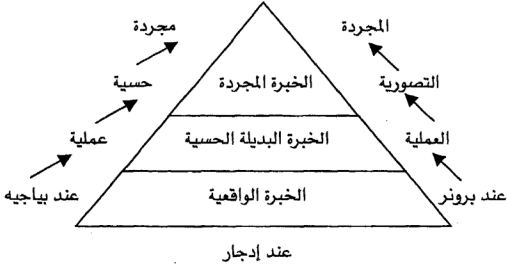 المجردة
مجردة
التصورية
الخبرة المجردة
حسية
العملية
الخبرة البديلة الحسية
عملية
عند برونر
الخبرة الواقعية
عند بياجيه
عند إدجار